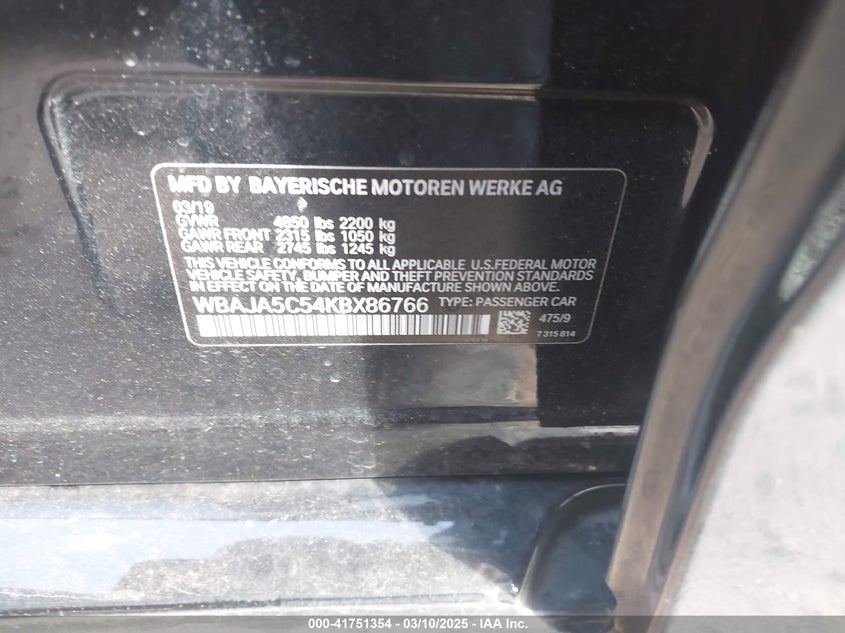 MFD BY BAYERISCHE MOTOREN WERKE AG
03/19
GVWR 4850 lbs 2200 kg
GAWR FRONT 2315 lbs 1050 kg
GAWR REAR 2745 lbs 1245 kg
THIS VEHICLE CONFORMS TO ALL APPLICABLE U.S.FEDERAL MOTOR
VEHICLE SAFETY, BUMPER AND THEFT PREVENTION STANDARDS
IN EFFECT ON THE DATE OF MANUFACTURE SHOWN ABOVE.
WBAJA5C54KBX86766 TYPE: PASSENGER CAR
475/9
7 315 814
000-41751354 - 03/10/2025 - IAA Inc.